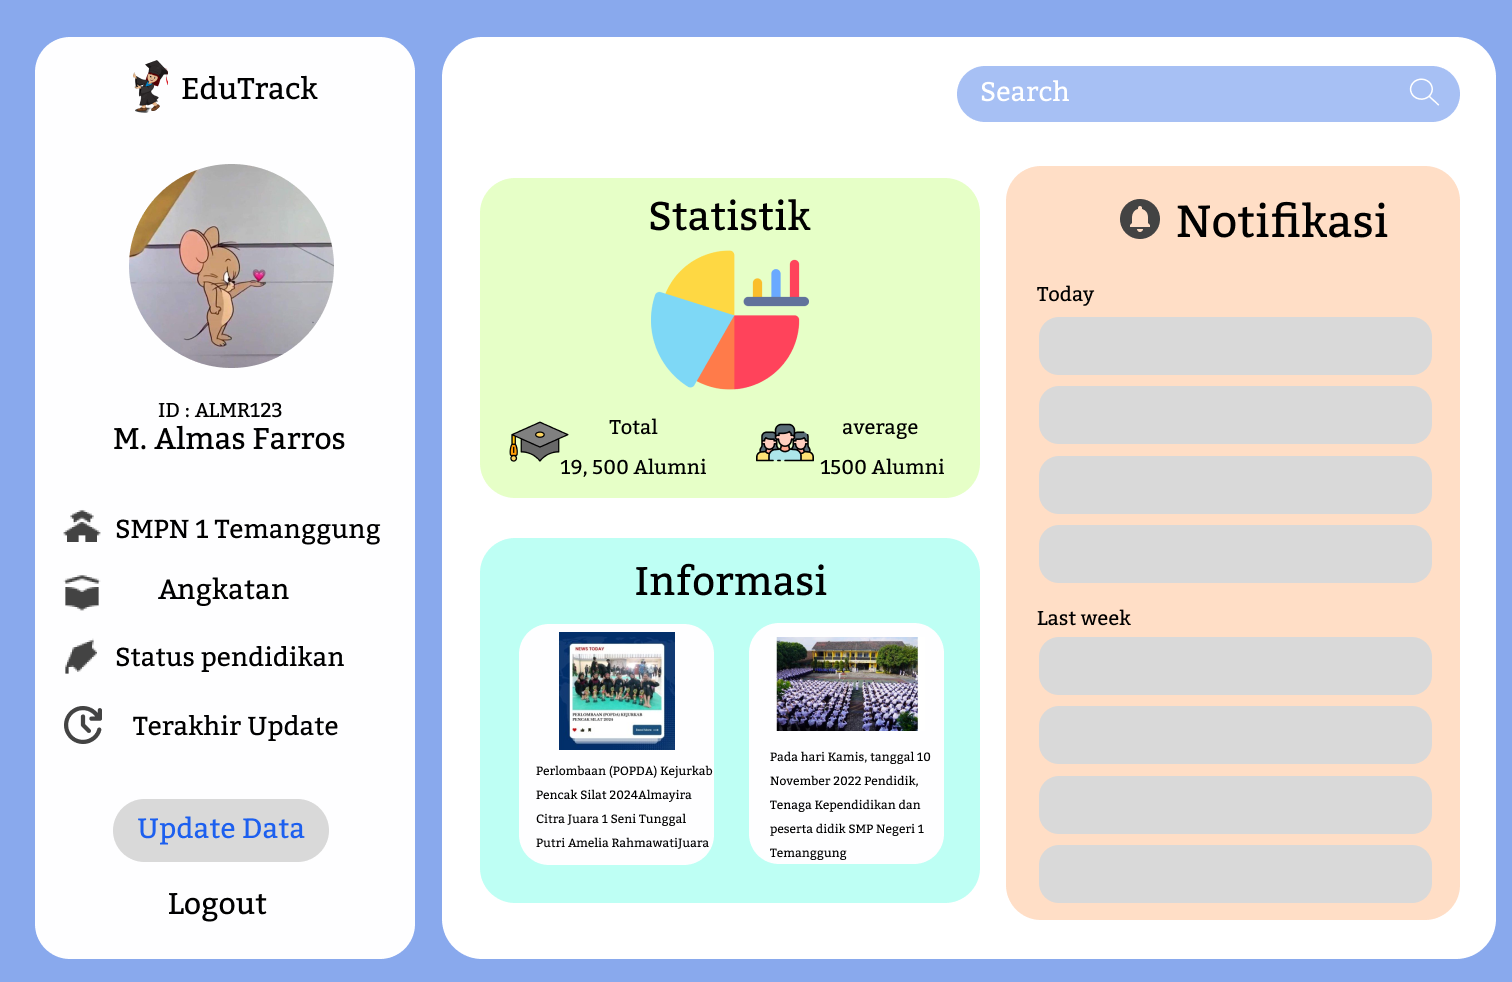 EduTrack
ID : ALMR123
M. Almas Farros
SMPN 1 Temanggung
Angkatan
Status pendidikan
Terakhir Update
Update Data
Logout
Search
Statistik
Total
19, 500 Alumni
average
1500 Alumni
Informasi
NEWS TODAY
PERLOMBAAN (POPDA) KEJURKAB
PENCAK SILAT 2024
Perlombaan (POPDA) Kejurkab
Pencak Silat 2024Almayira
Citra Juara 1 Seni Tunggal
Putri Amelia RahmawatiJuara
Pada hari Kamis, tanggal 10
November 2022 Pendidik,
Tenaga Kependidikan dan
peserta didik SMP Negeri 1
Temanggung
Notifikasi
Today
Last week